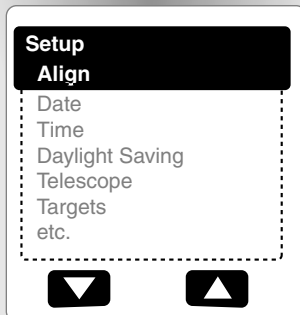 Setup
Align
Date
Time
Daylight Saving
Telescope
Targets
etc.